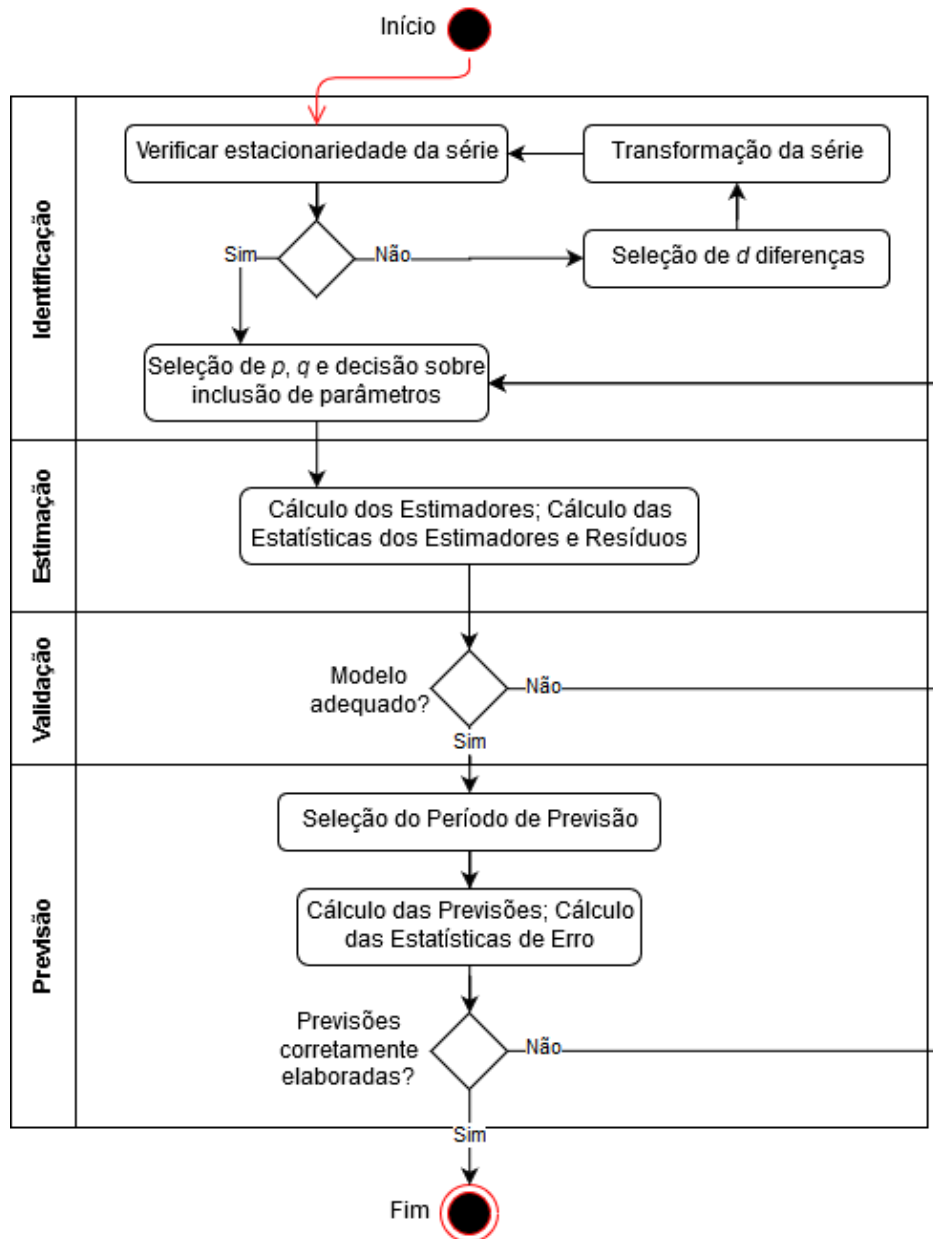 Início
Identificação
Verificar estacionariedade da série
Transformação da série
Sim
Não
Seleção de d diferenças
Seleção de p, q e decisão sobre
inclusão de parâmetros
Estimação
Cálculo dos Estimadores; Cálculo das
Estatísticas dos Estimadores e Resíduos
Validação
Modelo
adequado?
Não
Sim
Previsão
Seleção do Período de Previsão
Cálculo das Previsões; Cálculo
das Estatísticas de Erro
Previsões
corretamente
elaboradas?
Não
Sim
Fim